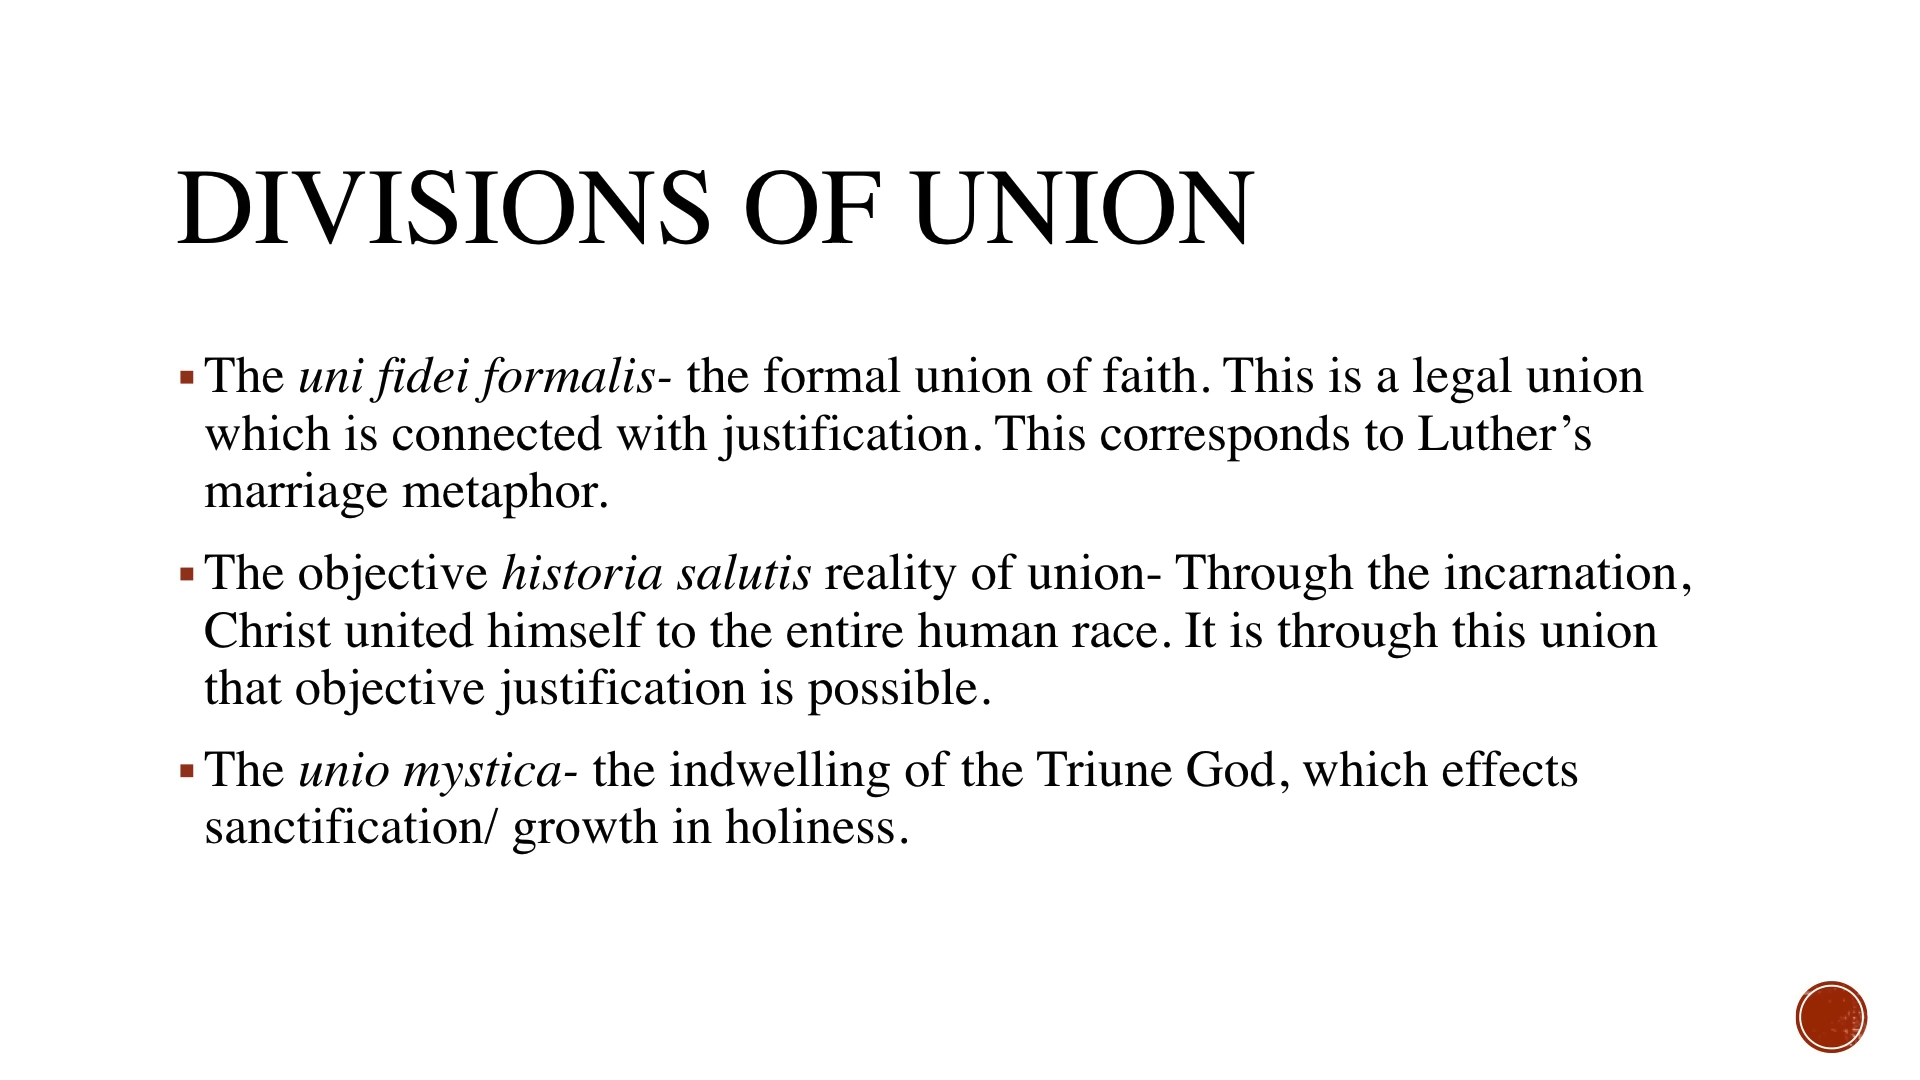 DIVISIONS OF UNION
▪ The uni fidei formalis- the formal union of faith. This is a legal union
which is connected with justification. This corresponds to Luther’s
marriage metaphor.
▪ The objective historia salutis reality of union- Through the incarnation,
Christ united himself to the entire human race. It is through this union
that objective justification is possible.
▪ The unio mystica- the indwelling of the Triune God, which effects
sanctification/ growth in holiness.